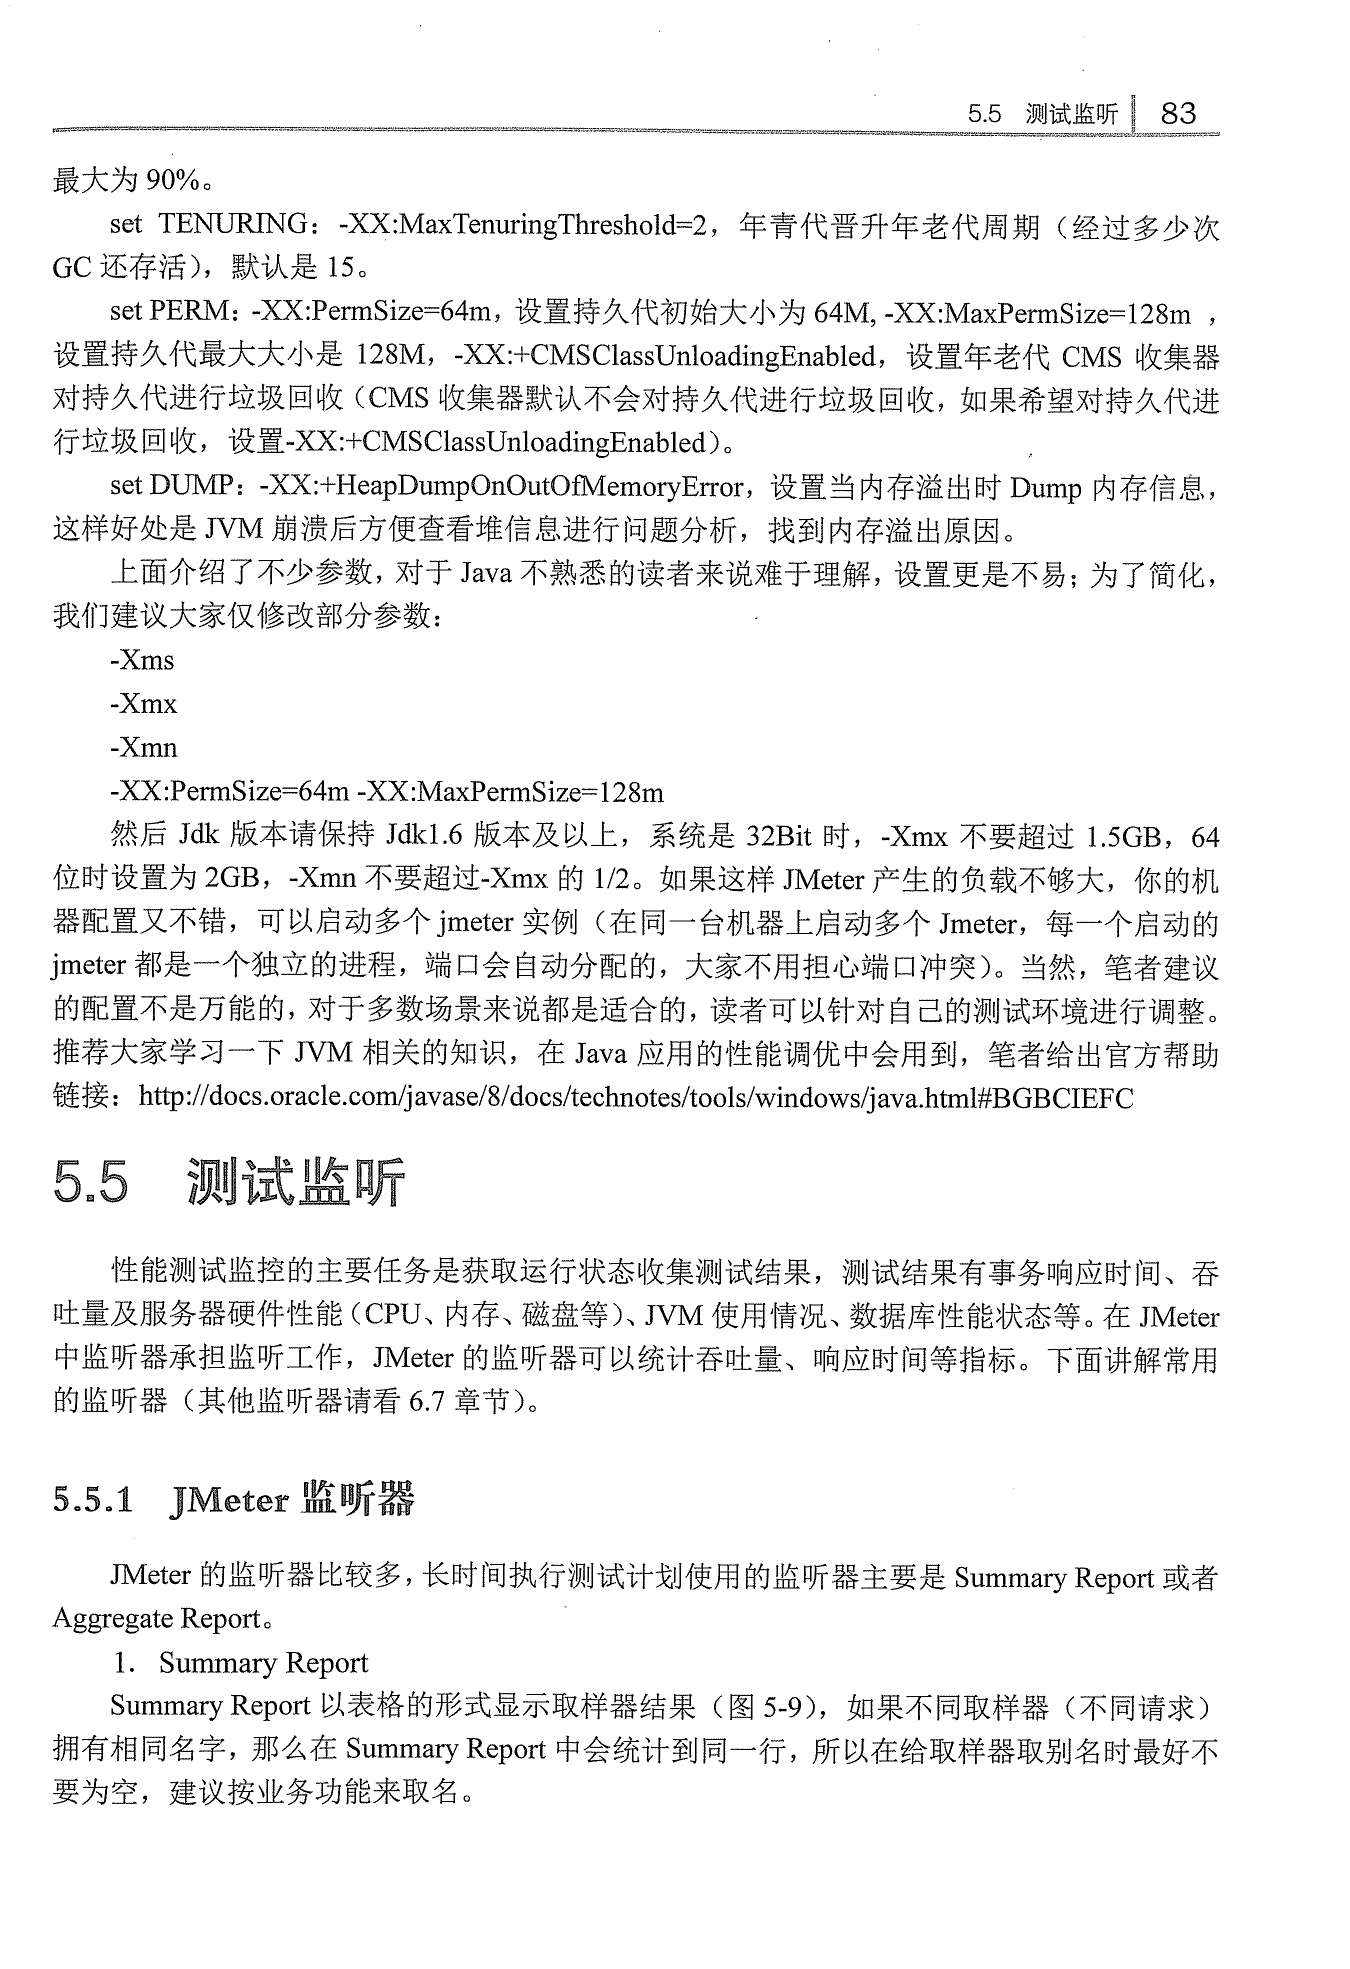 5.5 测试监听 83
最大为 90%。
set TENURING：-XX:MaxTenuringThreshold=2，年青代晋升年老代周期（经过多少次
GC 还存活），默认是 15。
set PERM：-XX:PermSize=64m，设置持久代初始大小为 64M, -XX:MaxPermSize=128m ，
设置持久代最大大小是 128M，-XX:+CMSClassUnloadingEnabled，设置年老代 CMS 收集器
对持久代进行垃圾回收（CMS 收集器默认不会对持久代进行垃圾回收，如果希望对持久代进
行垃圾回收，设置-XX:+CMSClassUnloadingEnabled）。
set DUMP：-XX:+HeapDumpOnOutOfMemoryError，设置当内存溢出时 Dump 内存信息，
这样好处是 JVM 崩溃后方便查看堆信息进行问题分析，找到内存溢出原因。
上面介绍了不少参数，对于 Java 不熟悉的读者来说难于理解，设置更是不易；为了简化，
我们建议大家仅修改部分参数：
-Xms
-Xmx
-Xmn
-XX:PermSize=64m -XX:MaxPermSize=128m
然后 Jdk 版本请保持 Jdk1.6 版本及以上，系统是 32Bit 时，-Xmx 不要超过 1.5GB，64
位时设置为 2GB，-Xmn 不要超过-Xmx 的 1/2。如果这样 JMeter 产生的负载不够大，你的机
器配置又不错，可以启动多个 jmeter 实例（在同一台机器上启动多个 Jmeter，每一个启动的
jmeter 都是一个独立的进程，端口会自动分配的，大家不用担心端口冲突）。当然，笔者建议
的配置不是万能的，对于多数场景来说都是适合的，读者可以针对自己的测试环境进行调整。
推荐大家学习一下 JVM 相关的知识，在 Java 应用的性能调优中会用到，笔者给出官方帮助
链接：http://docs.oracle.com/javase/8/docs/technotes/tools/windows/java.html#BGBCIEFC
5.5 测试监听
性能测试监控的主要任务是获取运行状态收集测试结果，测试结果有事务响应时间、吞
吐量及服务器硬件性能（CPU、内存、磁盘等）、JVM 使用情况、数据库性能状态等。在 JMeter
中监听器承担监听工作，JMeter 的监听器可以统计吞吐量、响应时间等指标。下面讲解常用
的监听器（其他监听器请看 6.7 章节）。
5.5.1 JMeter 监听器
JMeter 的监听器比较多，长时间执行测试计划使用的监听器主要是 Summary Report 或者
Aggregate Report。
1． Summary Report
Summary Report 以表格的形式显示取样器结果（图 5-9），如果不同取样器（不同请求）
拥有相同名字，那么在 Summary Report 中会统计到同一行，所以在给取样器取别名时最好不
要为空，建议按业务功能来取名。